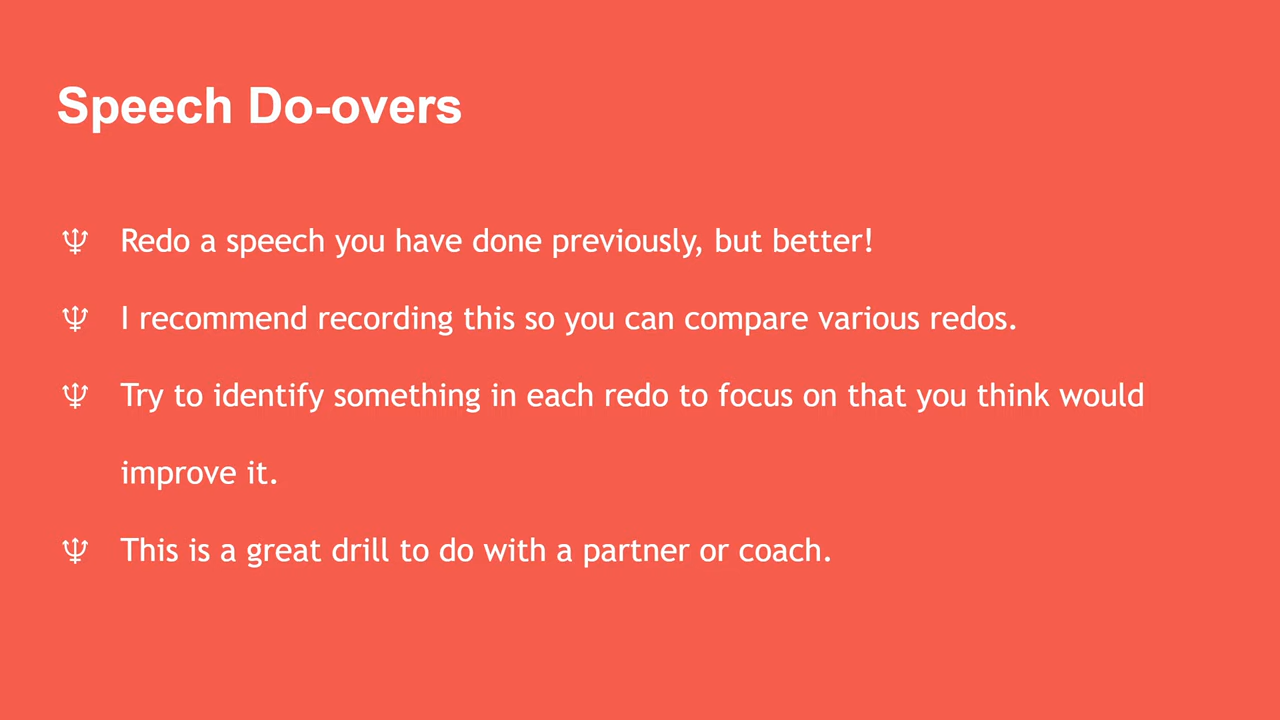 Speech Do-overs
♆ Redo a speech you have done previously, but better!
♆ I recommend recording this so you can compare various redos.
♆ Try to identify something in each redo to focus on that you think would
improve it.
♆ This is a great drill to do with a partner or coach.